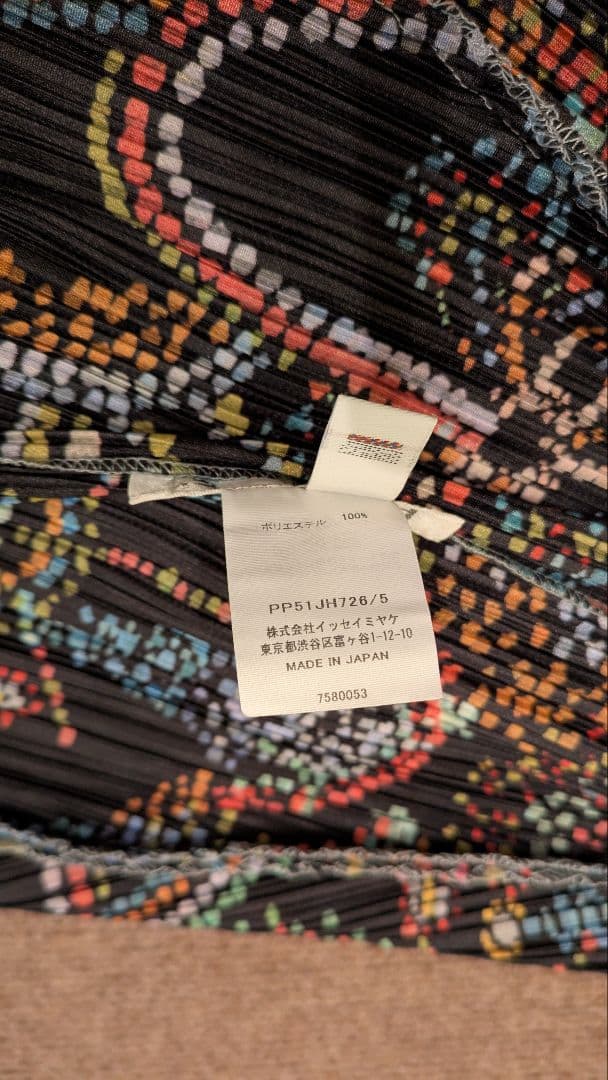 ポリエステル 100%
PP51JH726/5
株式会社イッセイミヤケ
東京都渋谷区富ヶ谷1-12-10
MADE IN JAPAN
7580053